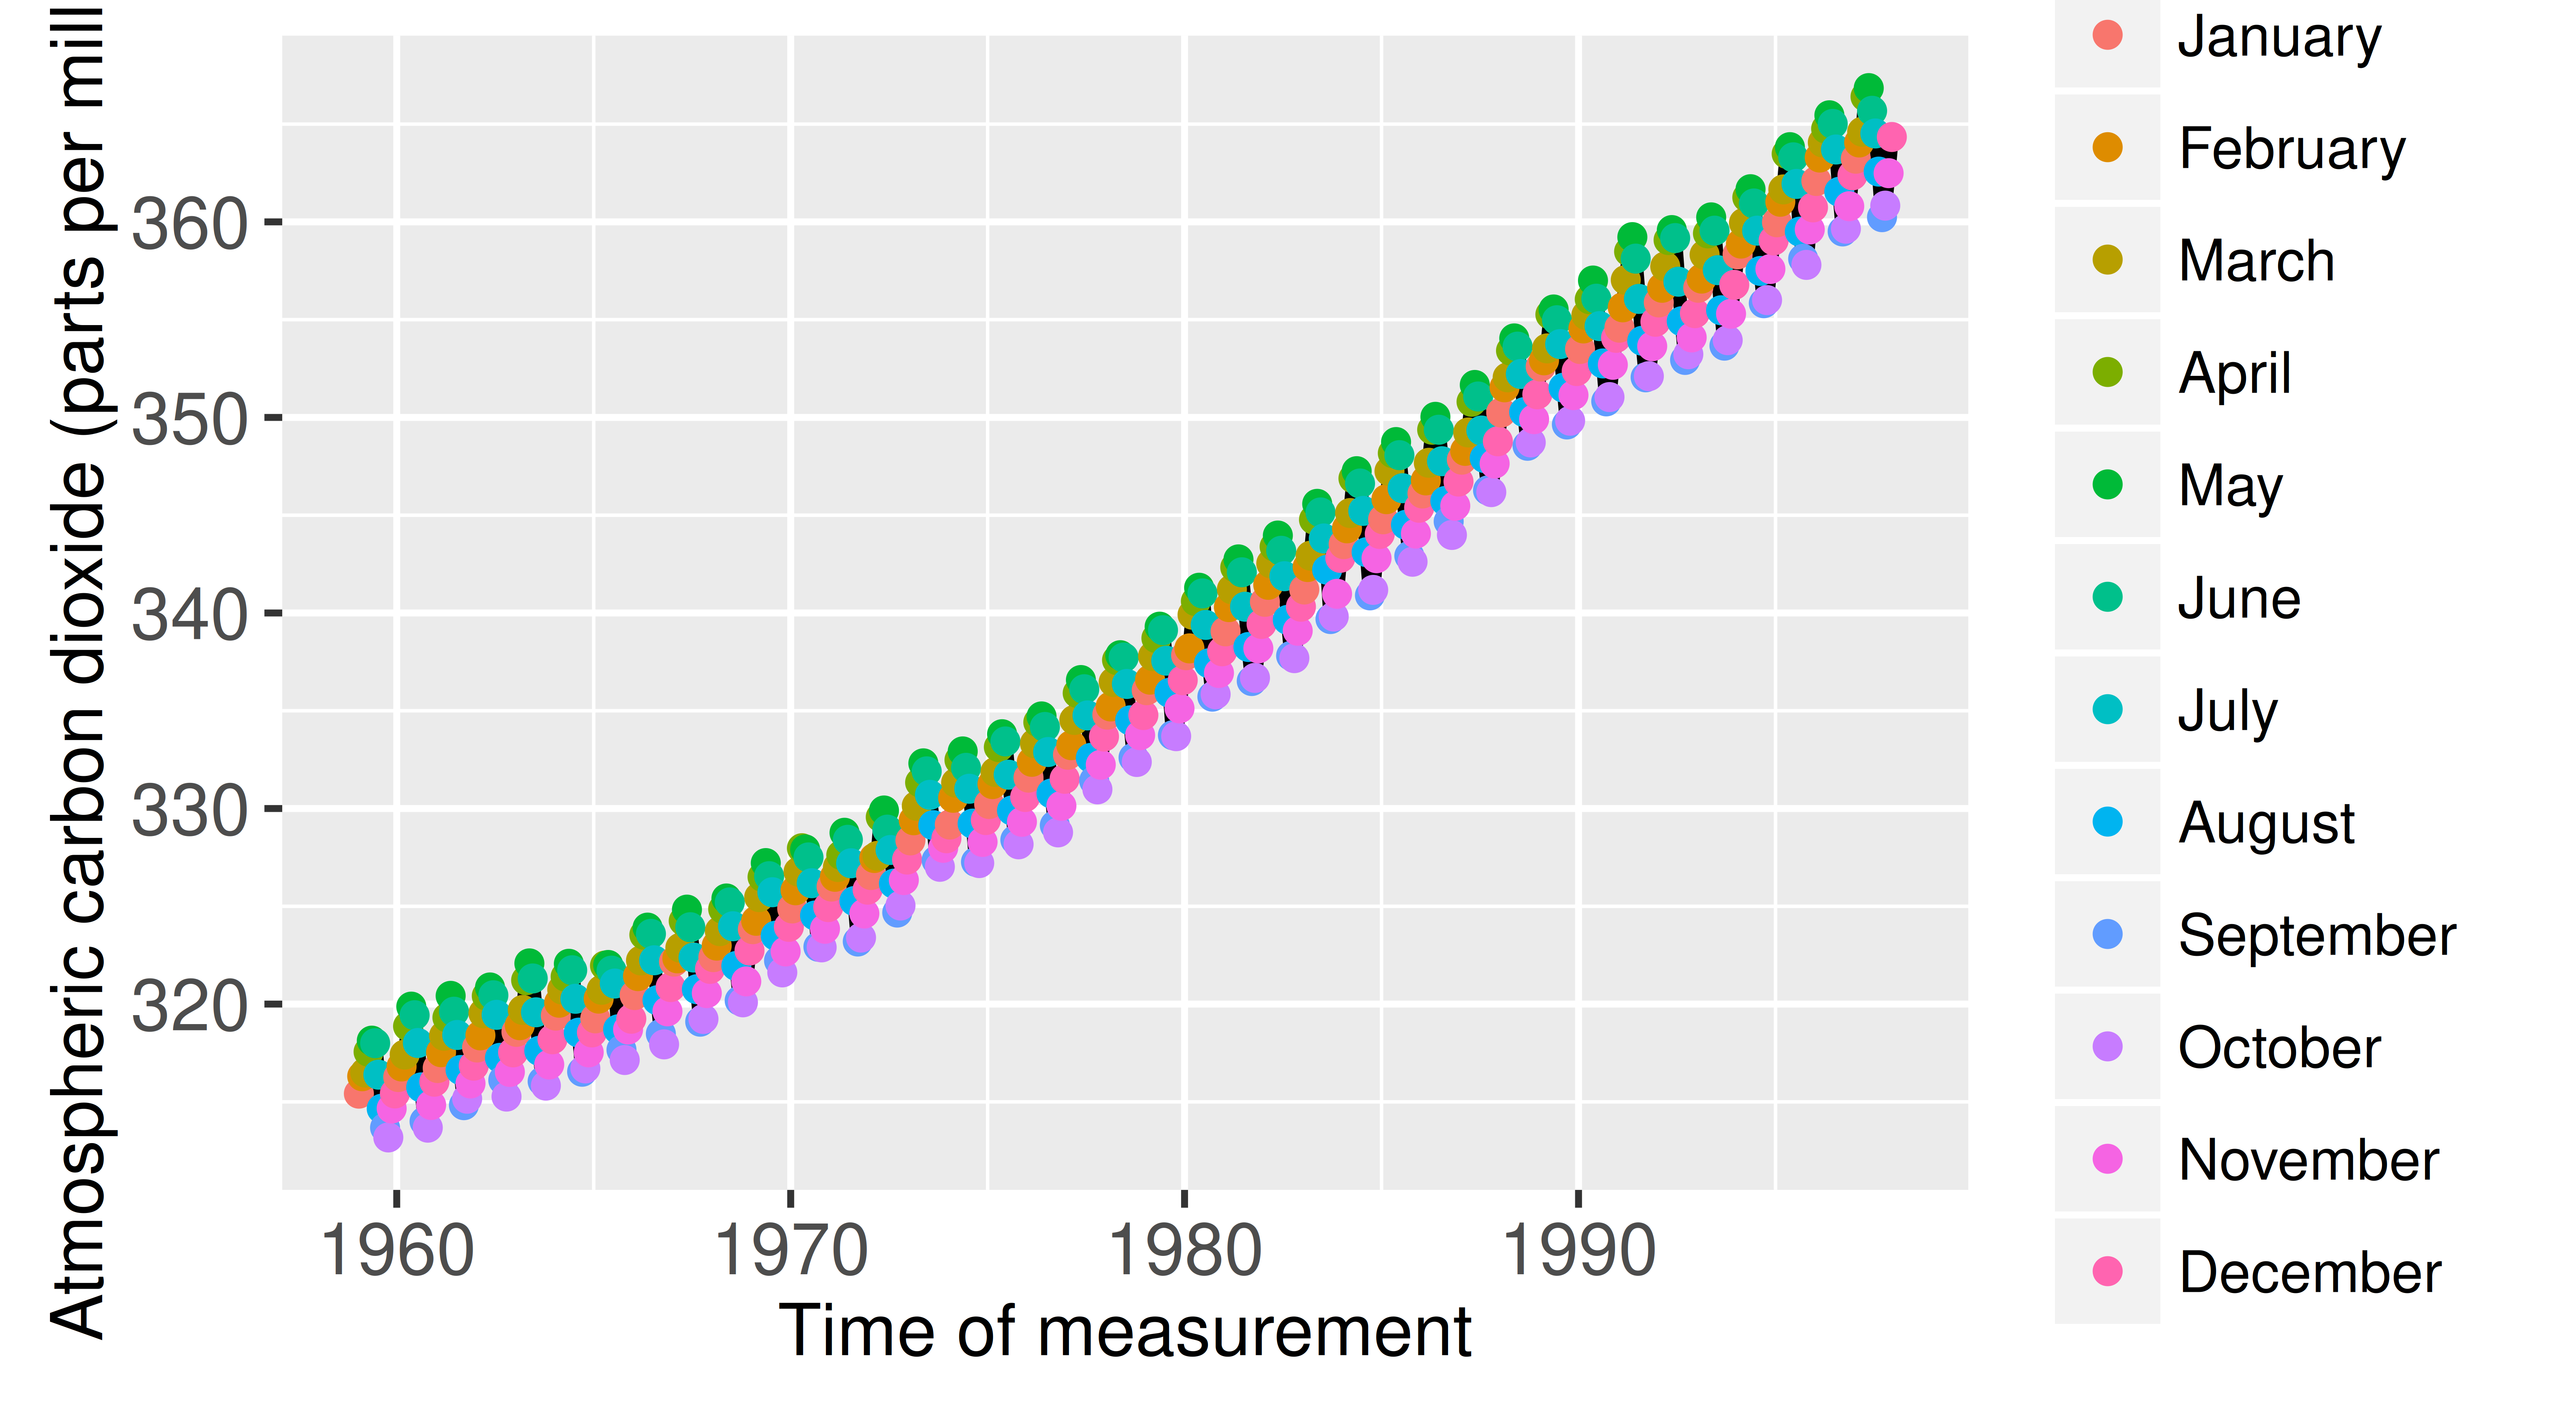 Atmospheric carbon dioxide (parts per mill
360
350
340
330
320
1960 1970 1980 1990
Time of measurement
January
February
March
April
May
June
July
August
September
October
November
December